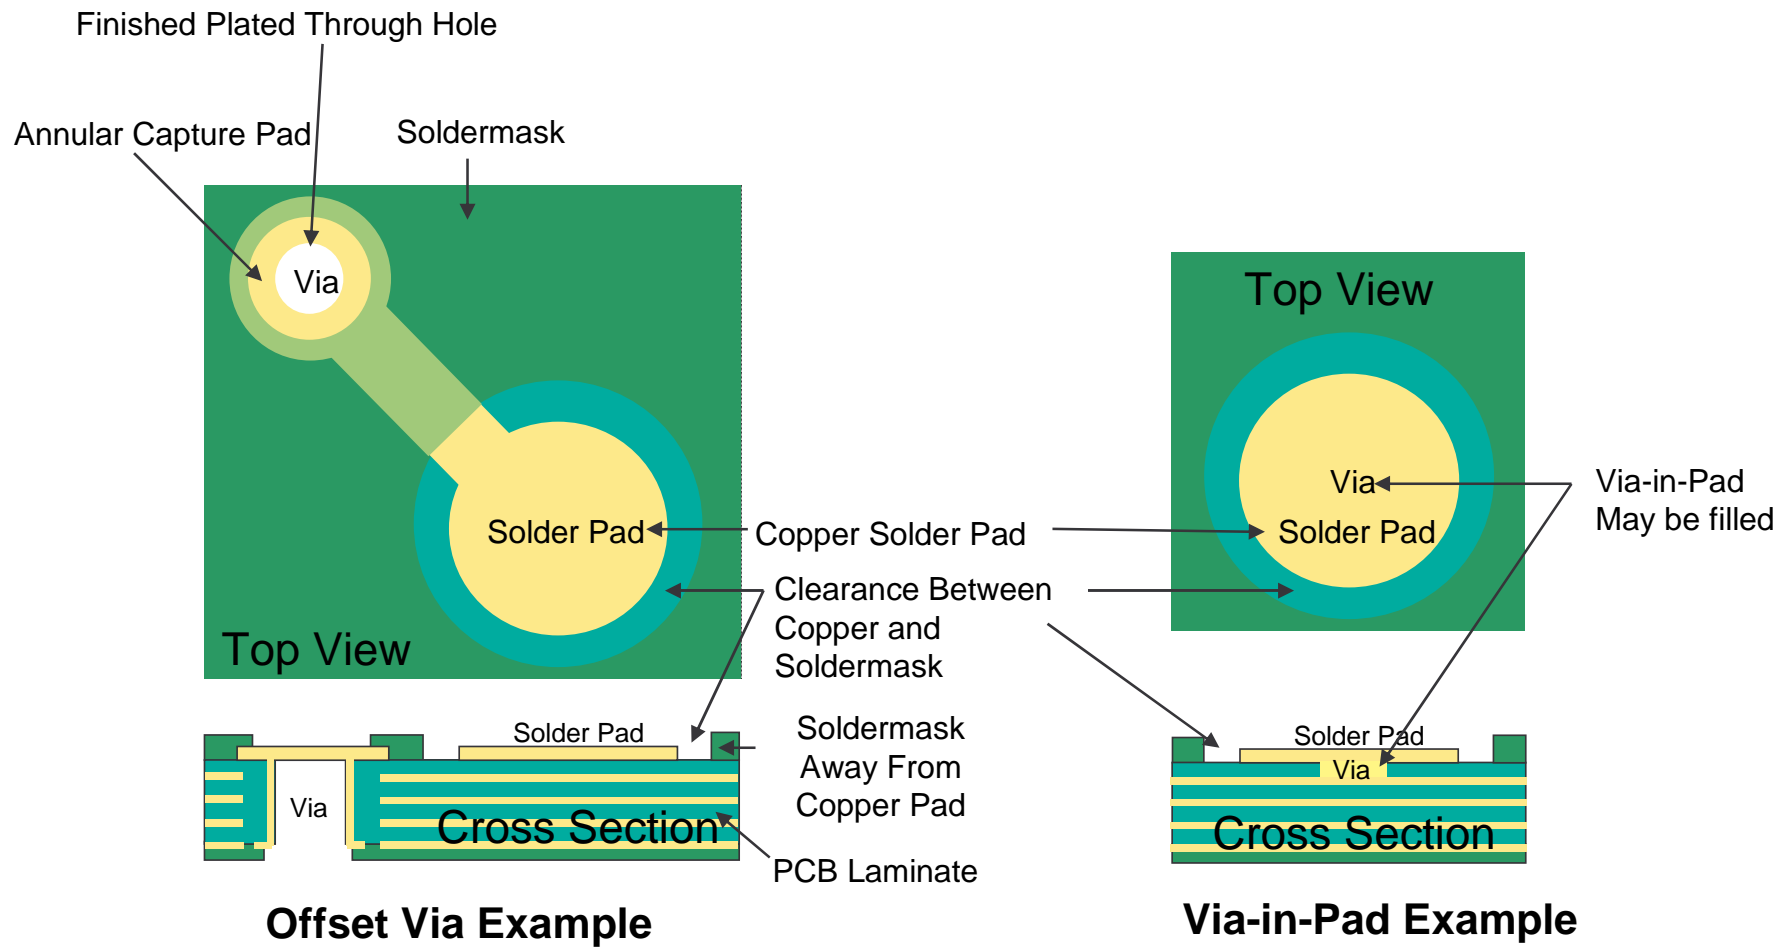 Finished Plated Through Hole
Annular Capture Pad
Soldermask
Via
Solder Pad
Top View
Copper Solder Pad
Clearance Between
Copper and
Soldermask
Top View
Via
Solder Pad
Via-in-Pad
May be filled
Solder Pad
Via
Cross Section
Soldermask
Away From
Copper Pad
PCB Laminate
Solder Pad
Via
Cross Section
Offset Via Example
Via-in-Pad Example